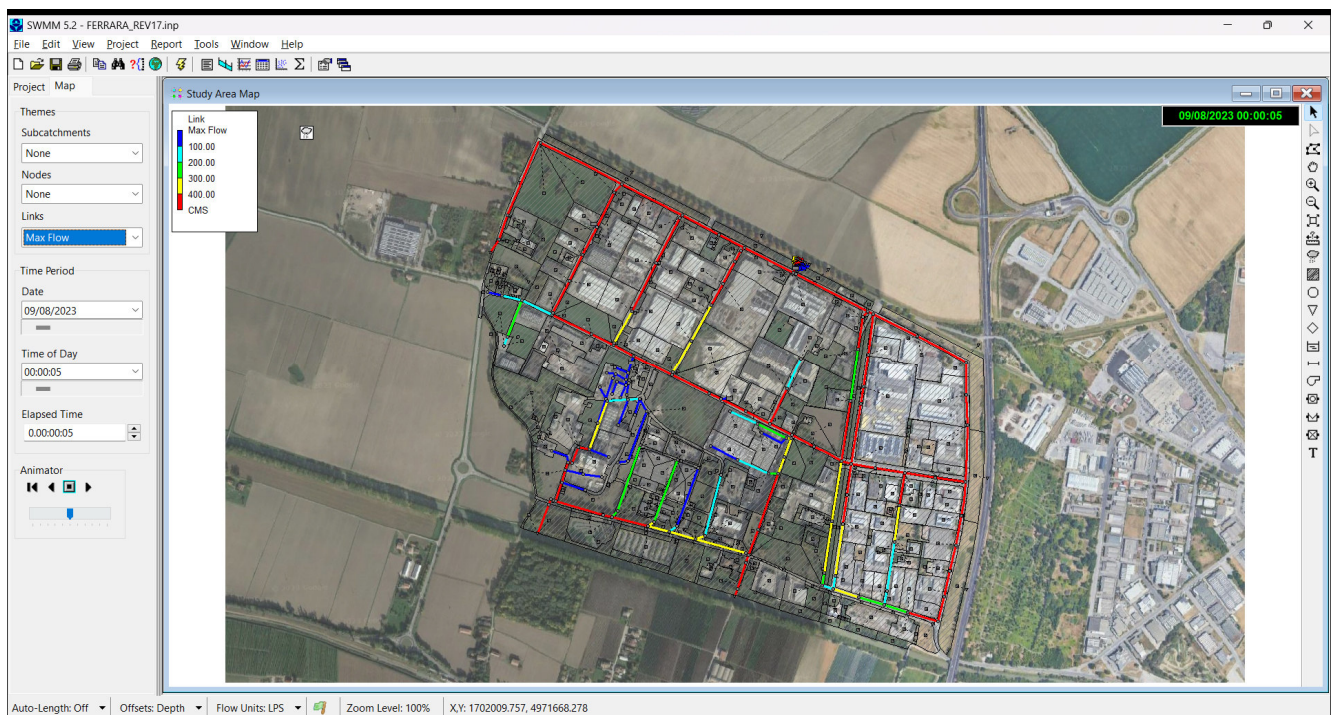 SWMM 5.2 - FERRARA_REV17.inp
File Edit View Project Report Tools Window Help
Project Map
Study Area Map
Themes
Subcatchments
None
Nodes
None
Links
Max Flow
Time Period
Date
09/08/2023
Time of Day
00:00:05
Elapsed Time
0.00:00:05
Animator
Link
Max Flow
100.00
200.00
300.00
400.00
CMS
09/08/2023 00:00:05
T
Auto-Length: Off Offsets: Depth Flow Units: LPS Zoom Level: 100% X,Y: 1702009.757, 4971668.278